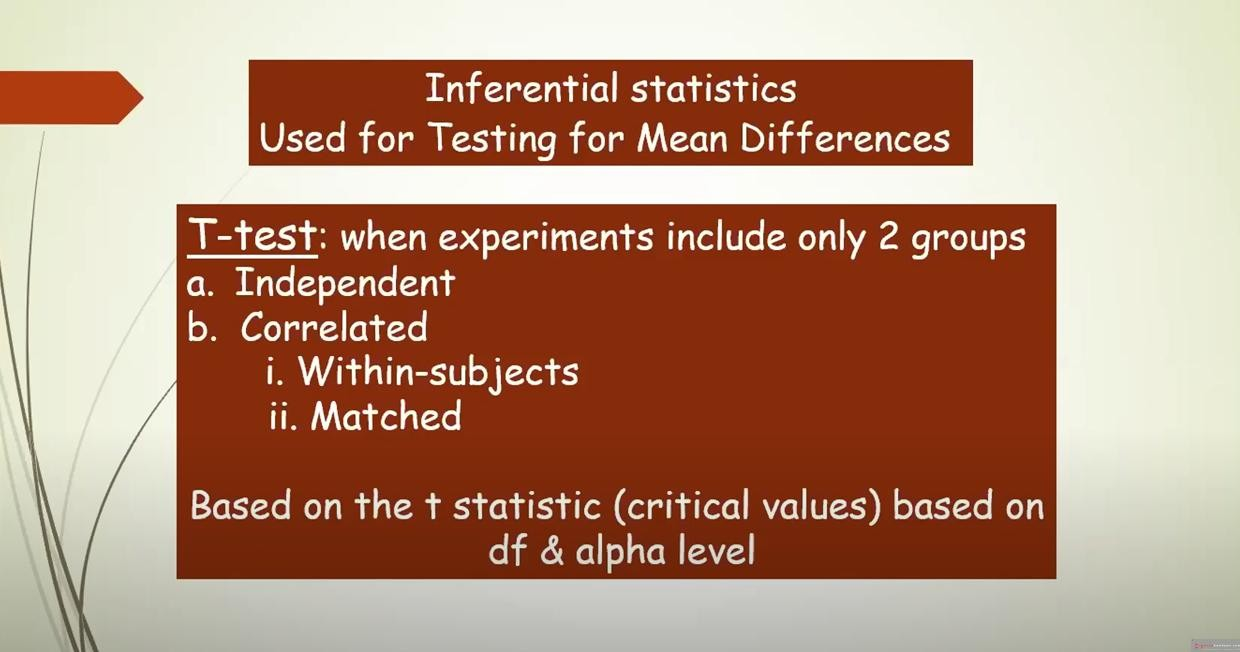 Inferential statistics
Used for Testing for Mean Differences
T-test: when experiments include only 2 groups
a. Independent
b. Correlated
i. Within-subjects
ii. Matched
Based on the t statistic (critical values) based on
df & alpha level